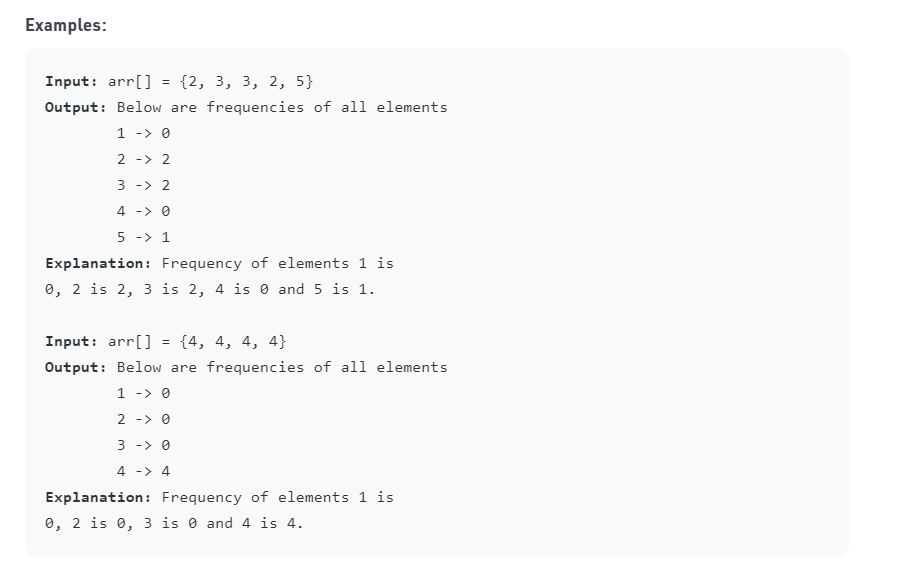 Examples:
Input: arr[] = {2, 3, 3, 2, 5}
Output: Below are frequencies of all elements
1 -> 0
2 -> 2
3 -> 2
4 -> 0
5 -> 1
Explanation: Frequency of elements 1 is
0, 2 is 2, 3 is 2, 4 is 0 and 5 is 1.
Input: arr[] = {4, 4, 4, 4}
Output: Below are frequencies of all elements
1 -> 0
2 -> 0
3 -> 0
4 -> 4
Explanation: Frequency of elements 1 is
0, 2 is 0, 3 is 0 and 4 is 4.